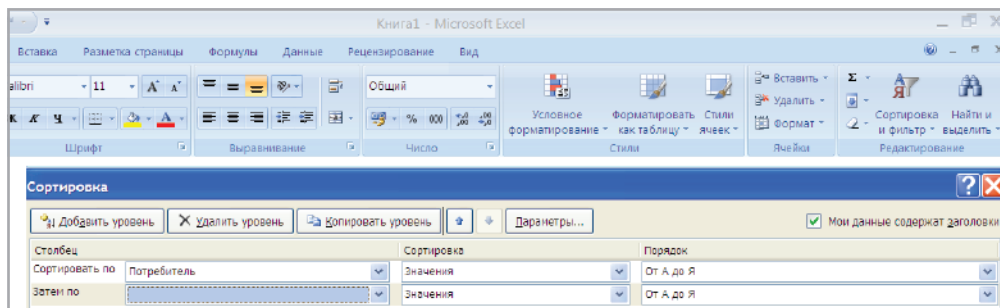 Книга1 - Microsoft Excel
Вставка Разметка страницы Формулы Данные Рецензирование Вид
alibri 11 A A Общий Вставить Σ
Удалить
К Ч % 000 Условное форматирование Форматировать как таблицу Стили ячеек Формат Сортировка и фильтр Найти и выделить
Шрифт Выравнивание Число Стили Ячейки Редактирование
Сортировка
Добавить уровень Удалить уровень Копировать уровень Параметры... Мои данные содержат заголовки
Столбец Сортировка Порядок
Сортировать по Потребитель Значения От А до Я
Затем по Значения От А до Я